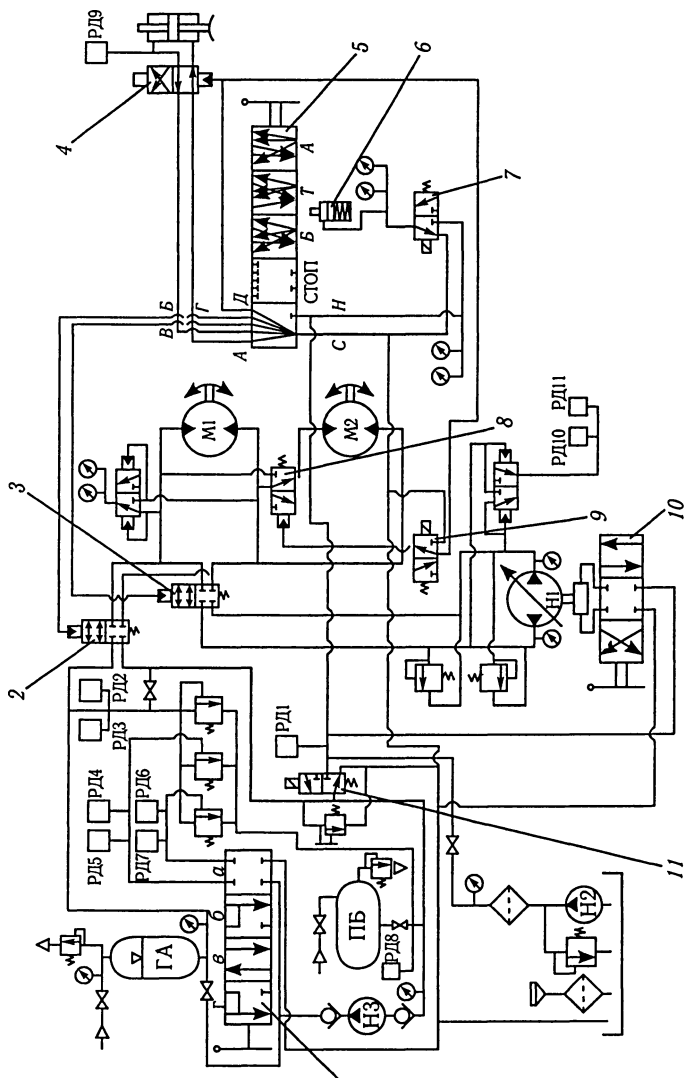 РД9
4
5
6
7
А
Т
Б
СТОП
Д
Н
С
Б
Г
В
А
М1
М2
8
3
9
10
РД10
РД11
Н1
2
РД2
РД3
РД1
РД4
РД5
РД6
РД7
11
а
б
в
ГА
ПБ
РД8
Н3
Н2